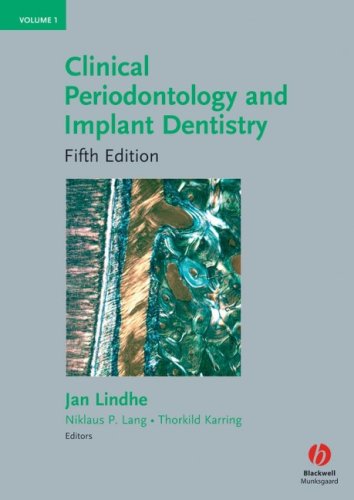 VOLUME 1
Clinical
Periodontology and
Implant Dentistry
Fifth Edition
Jan Lindhe
Niklaus P. Lang • Thorkild Karring
Editors
Blackwell
Munksgaard